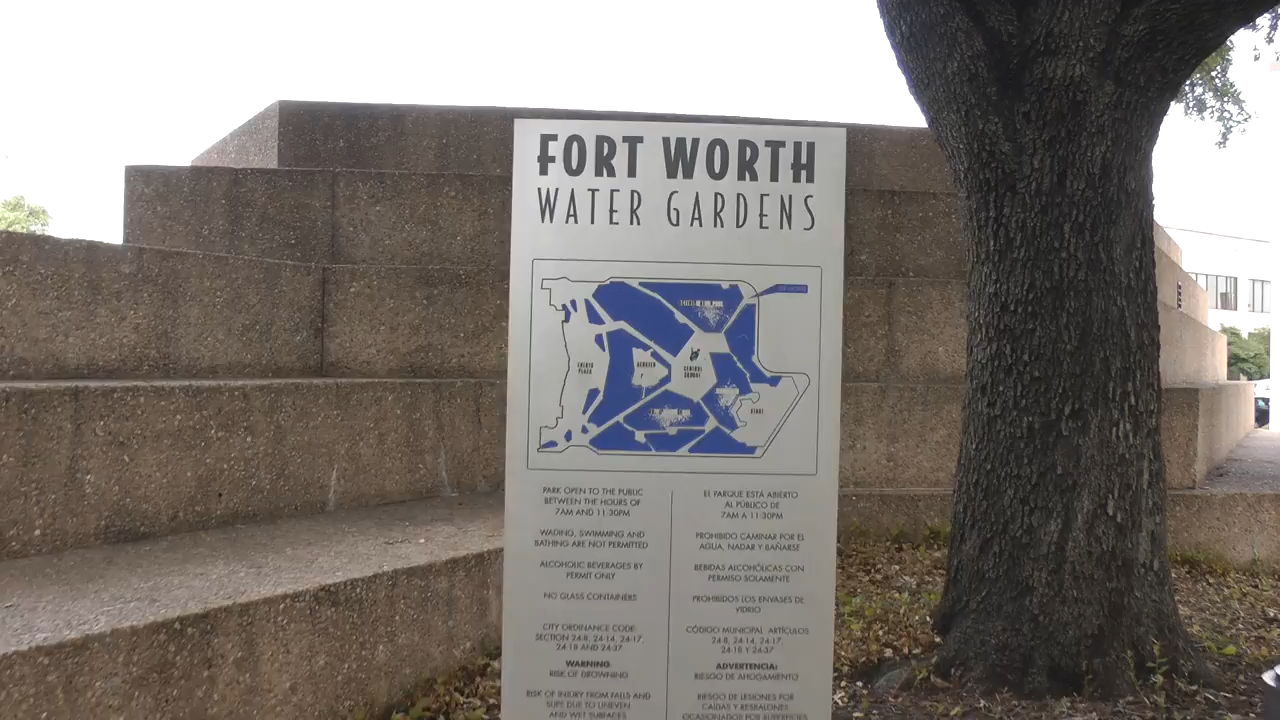 FORT WORTH
WATER GARDENS
CENTRAL
SQUARE
PARK OPEN TO THE PUBLIC
BETWEEN THE HOURS OF
7AM AND 11:30PM
WADING, SWIMMING AND
BATHING ARE NOT PERMITTED
ALCOHOLIC BEVERAGES BY
PERMIT ONLY
NO GLASS CONTAINERS
CITY ORDINANCE CODE:
SECTION 24-8, 24-14, 24-17,
24-18 AND 24-37
WARNING:
RISK OF DROWNING
RISK OF INJURY FROM FALLS AND
SLIPS DUE TO UNEVEN
AND WET SURFACES
EL PARQUE ESTÁ ABIERTO
AL PÚBLICO DE
7AM A 11:30PM
PROHIBIDO CAMINAR POR EL
AGUA, NADAR Y BAÑARSE
BEBIDAS ALCOHÓLICAS CON
PERMISO SOLAMENTE
PROHIBIDOS LOS ENVASES DE
VIDRIO
CÓDIGO MUNICIPAL ARTÍCULOS
24-8, 24-14, 24-17,
24-18 Y 24-37
ADVERTENCIA:
RIESGO DE AHOGAMIENTO
RIESGO DE LESIONES POR
CAÍDAS Y RESBALONES
OCASIONADOS POR SUPERFICIES